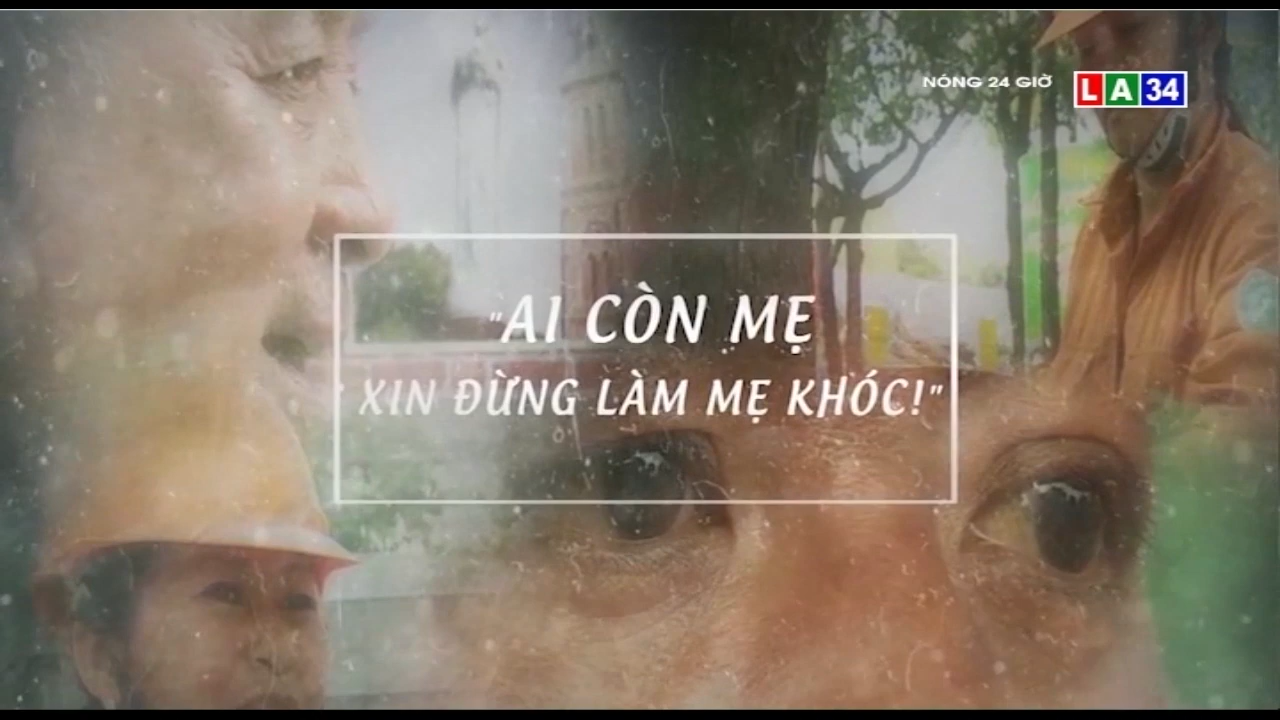 NÓNG 24 GIỜ LA34
"AI CÒN MẸ
XIN ĐỪNG LÀM MẸ KHÓC!"